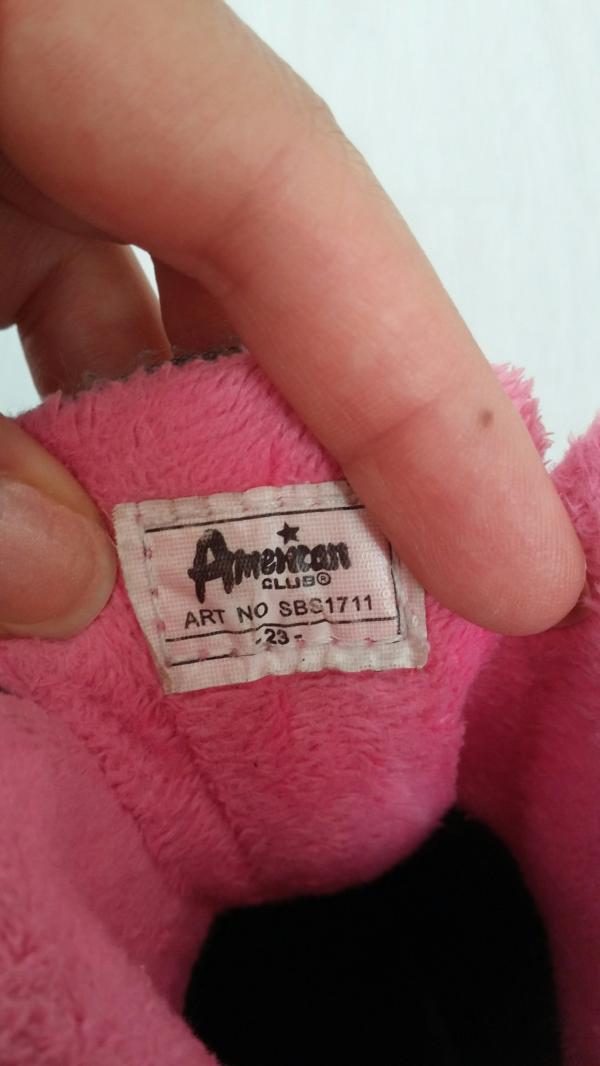 American
CLUB®
ART NO SBS1711
-23-